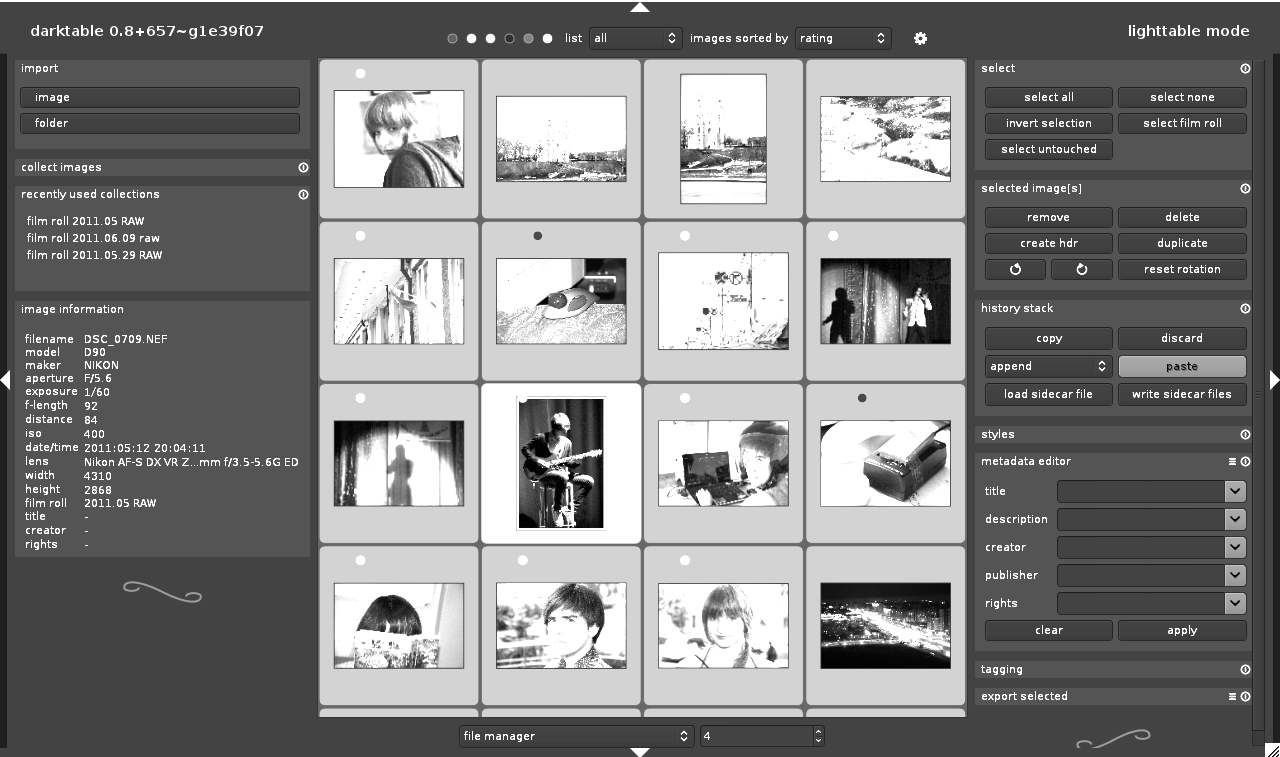 darktable 0.8+657~g1e39f07
list all images sorted by rating
lighttable mode
import
image
folder
collect images
recently used collections
film roll 2011.05 RAW
film roll 2011.06.09 raw
film roll 2011.05.29 RAW
image information
filename DSC_0709.NEF
model D90
maker NIKON
aperture F/5.6
exposure 1/60
f-length 92
distance 84
iso 400
date/time 2011:05:12 20:04:11
lens Nikon AF-S DX VR Z...mm f/3.5-5.6G ED
width 4310
height 2868
film roll 2011.05 RAW
title -
creator -
rights -
file manager 4
select
select all select none
invert selection select film roll
select untouched
selected image[s]
remove delete
create hdr duplicate
reset rotation
history stack
copy discard
append paste
load sidecar file write sidecar files
styles
metadata editor
title
description
creator
publisher
rights
clear apply
tagging
export selected